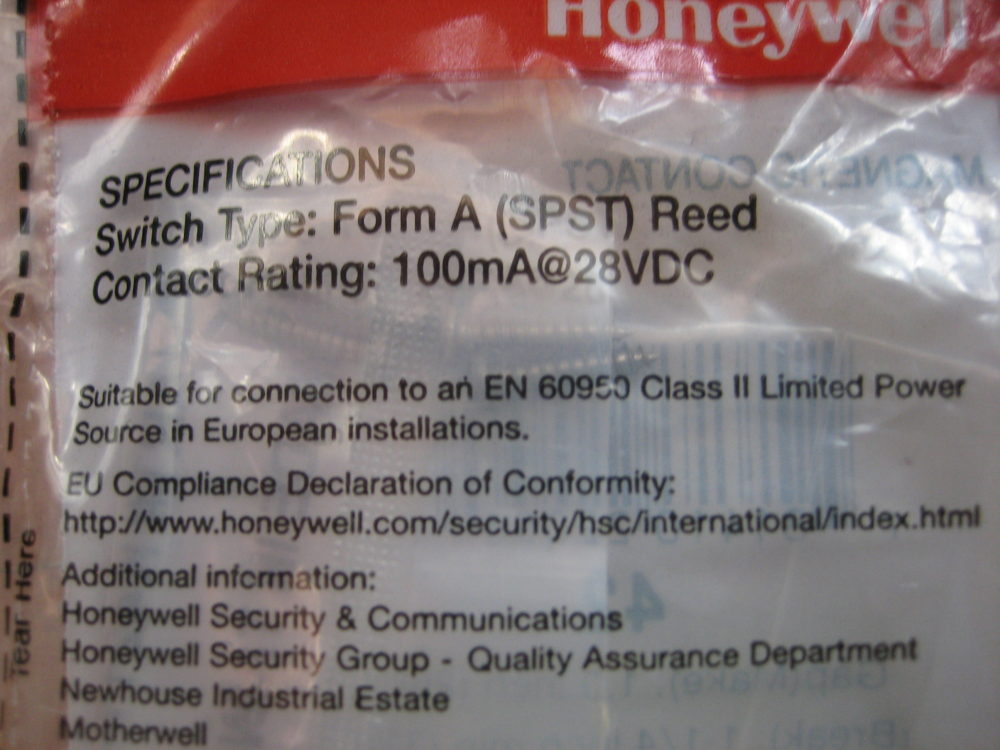 Honeywell
SPECIFICATIONS
Switch Type: Form A (SPST) Reed
Contact Rating: 100mA@28VDC
MAGNETIC CONTACT
Suitable for connection to an EN 60950 Class II Limited Power
Source in European installations.
EU Compliance Declaration of Conformity:
http://www.honeywell.com/security/hsc/international/index.html
Additional information:
Honeywell Security & Communications
Honeywell Security Group - Quality Assurance Department
Newhouse Industrial Estate
Motherwell
Tear Here